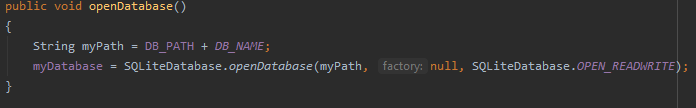 public void openDatabase()
{
    String myPath = DB_PATH + DB_NAME;
    myDatabase = SQLiteDatabase.openDatabase(myPath, factory: null, SQLiteDatabase.OPEN_READWRITE);
}